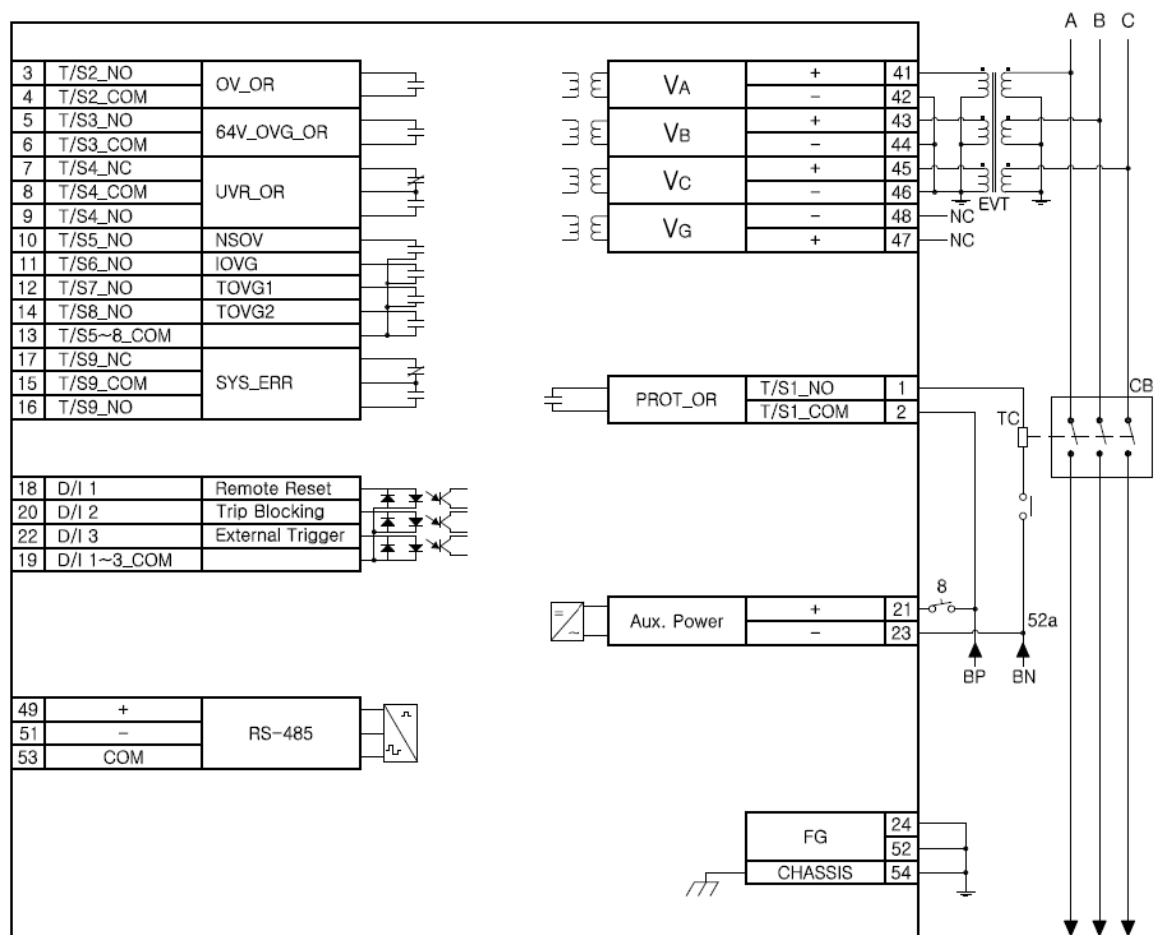 A B C
3 T/S2_NO OV_OR
4 T/S2_COM
5 T/S3_NO 64V_OVG_OR
6 T/S3_COM
7 T/S4_NC UVR_OR
8 T/S4_COM
9 T/S4_NO
10 T/S5_NO NSOV
11 T/S6_NO IOVG
12 T/S7_NO TOVG1
14 T/S8_NO TOVG2
13 T/S5~8_COM
17 T/S9_NC SYS_ERR
15 T/S9_COM
16 T/S9_NO
18 D/I 1 Remote Reset
20 D/I 2 Trip Blocking
22 D/I 3 External Trigger
19 D/I 1~3_COM
49 + RS-485
51 −
53 COM
VA + 41
− 42
VB + 43
− 44
VC + 45
− 46
VG − 48 NC
+ 47 NC
EVT
PROT_OR T/S1_NO 1
T/S1_COM 2
CB
TC
Aux. Power + 21
− 23
8
52a
BP BN
FG 24
52
CHASSIS 54